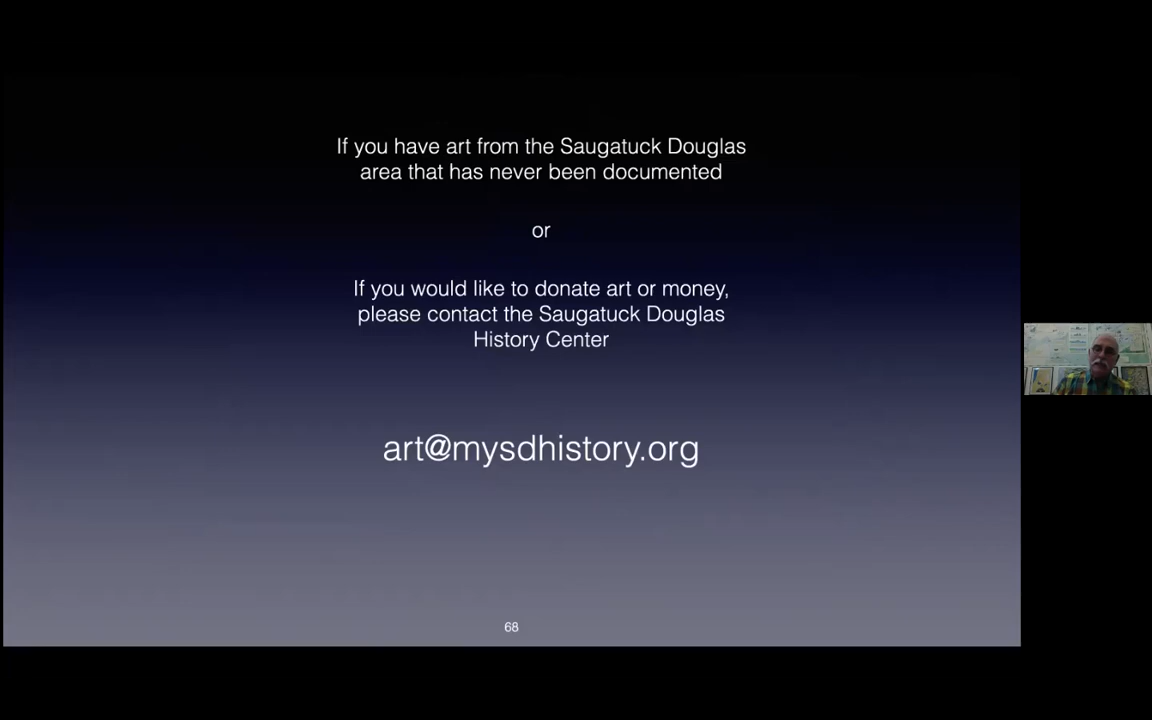 If you have art from the Saugatuck Douglas
area that has never been documented
or
If you would like to donate art or money,
please contact the Saugatuck Douglas
History Center
art@mysdhistory.org
68